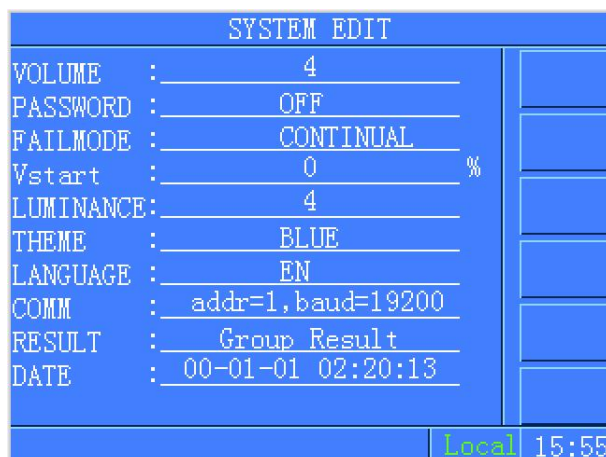 SYSTEM EDIT
VOLUME : 4
PASSWORD : OFF
FAILMODE : CONTINUAL
Vstart : 0 %
LUMINANCE: 4
THEME : BLUE
LANGUAGE : EN
COMM : addr=1,baud=19200
RESULT : Group Result
DATE : 00-01-01 02:20:13
Local 15:55